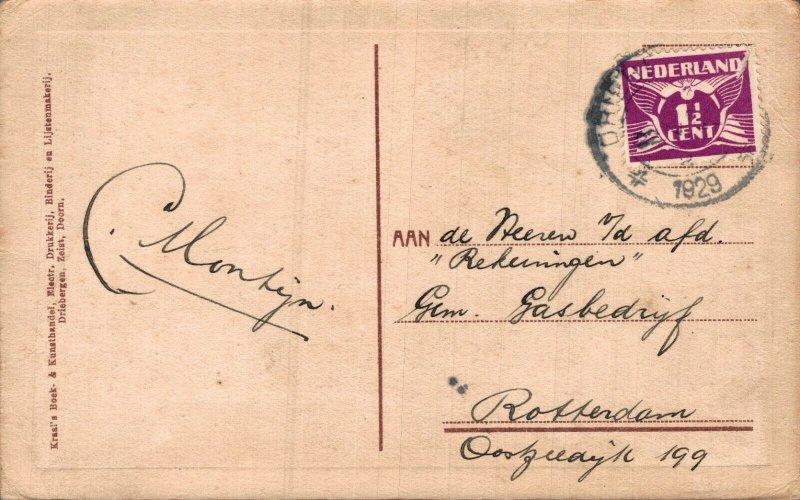 Kraal's Boek- & Kunsthandel, Electr. Drukkerij, Binderij en Lijstenmakerij.
Driebergen, Zeist, Doorn.
C. Montijn.
NEDERLAND
1½
CENT
1929
AAN de Heeren v/d afd.
"Rekeningen"
Gem. Gasbedrijf
Rotterdam
Oostzeedijk 199